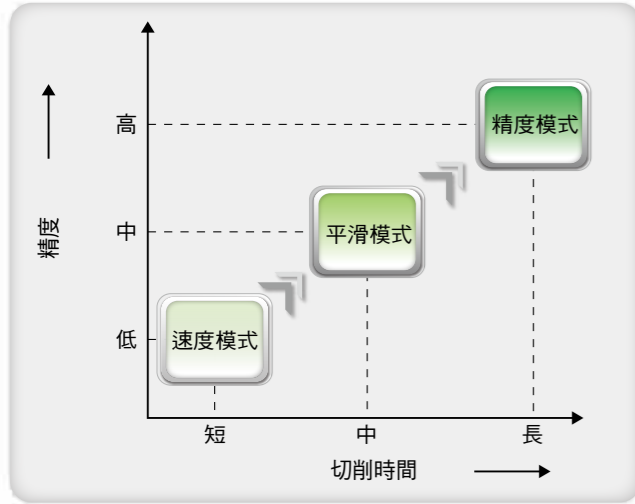 高
精度模式
中
平滑模式
精度
低
速度模式
短
中
長
切削時間